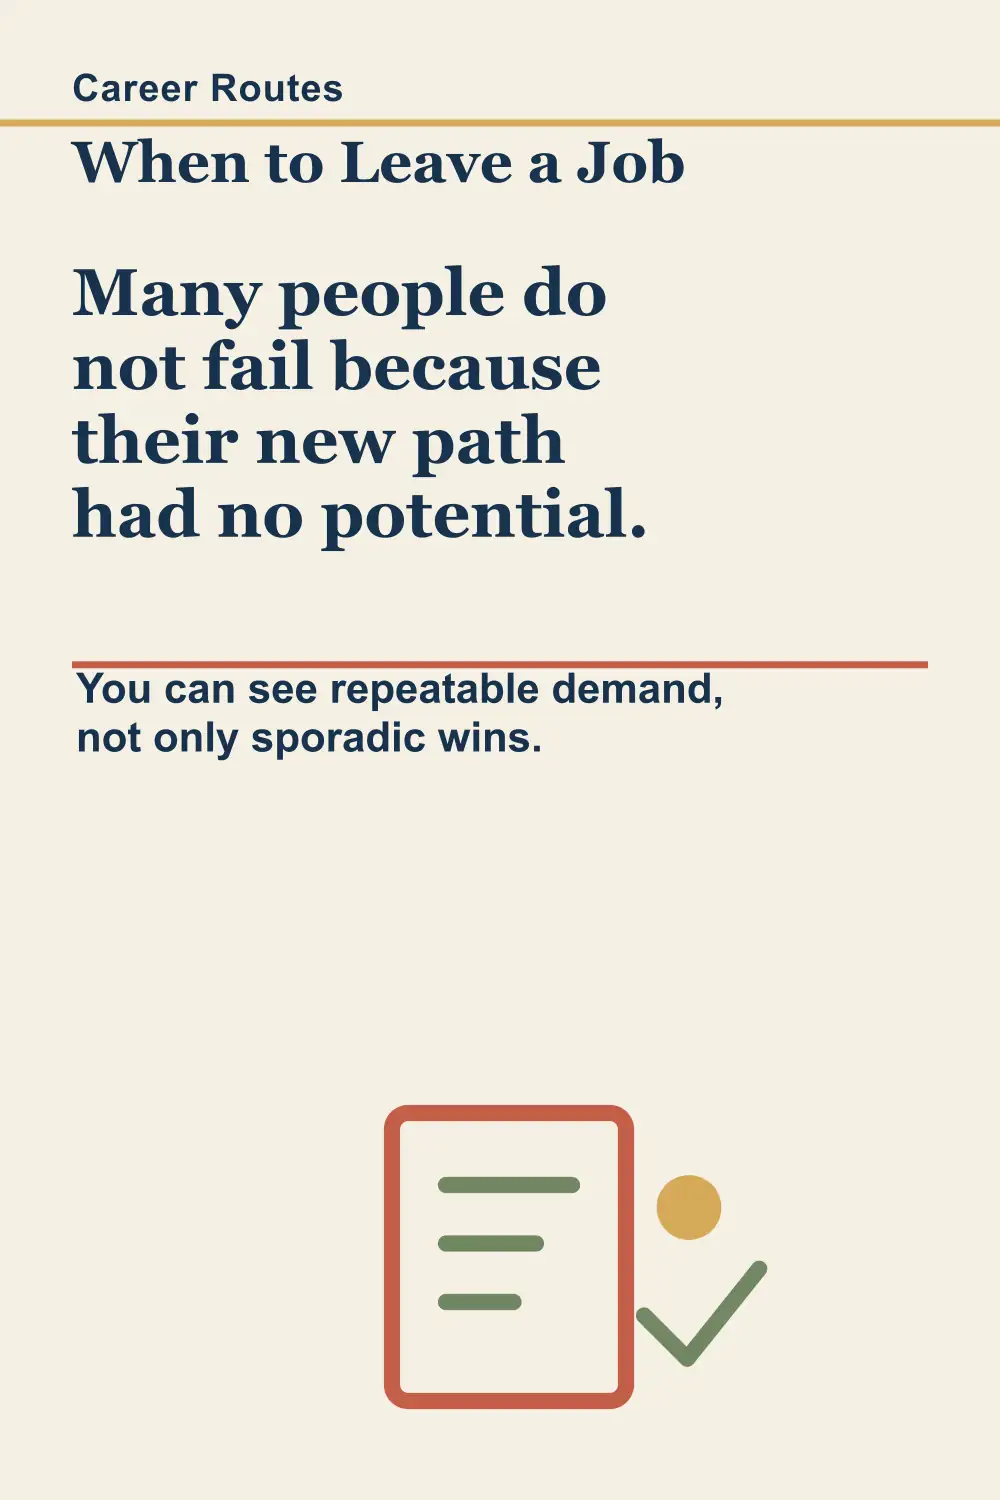 Career Routes
When to Leave a Job
Many people do
not fail because
their new path
had no potential.
You can see repeatable demand,
not only sporadic wins.